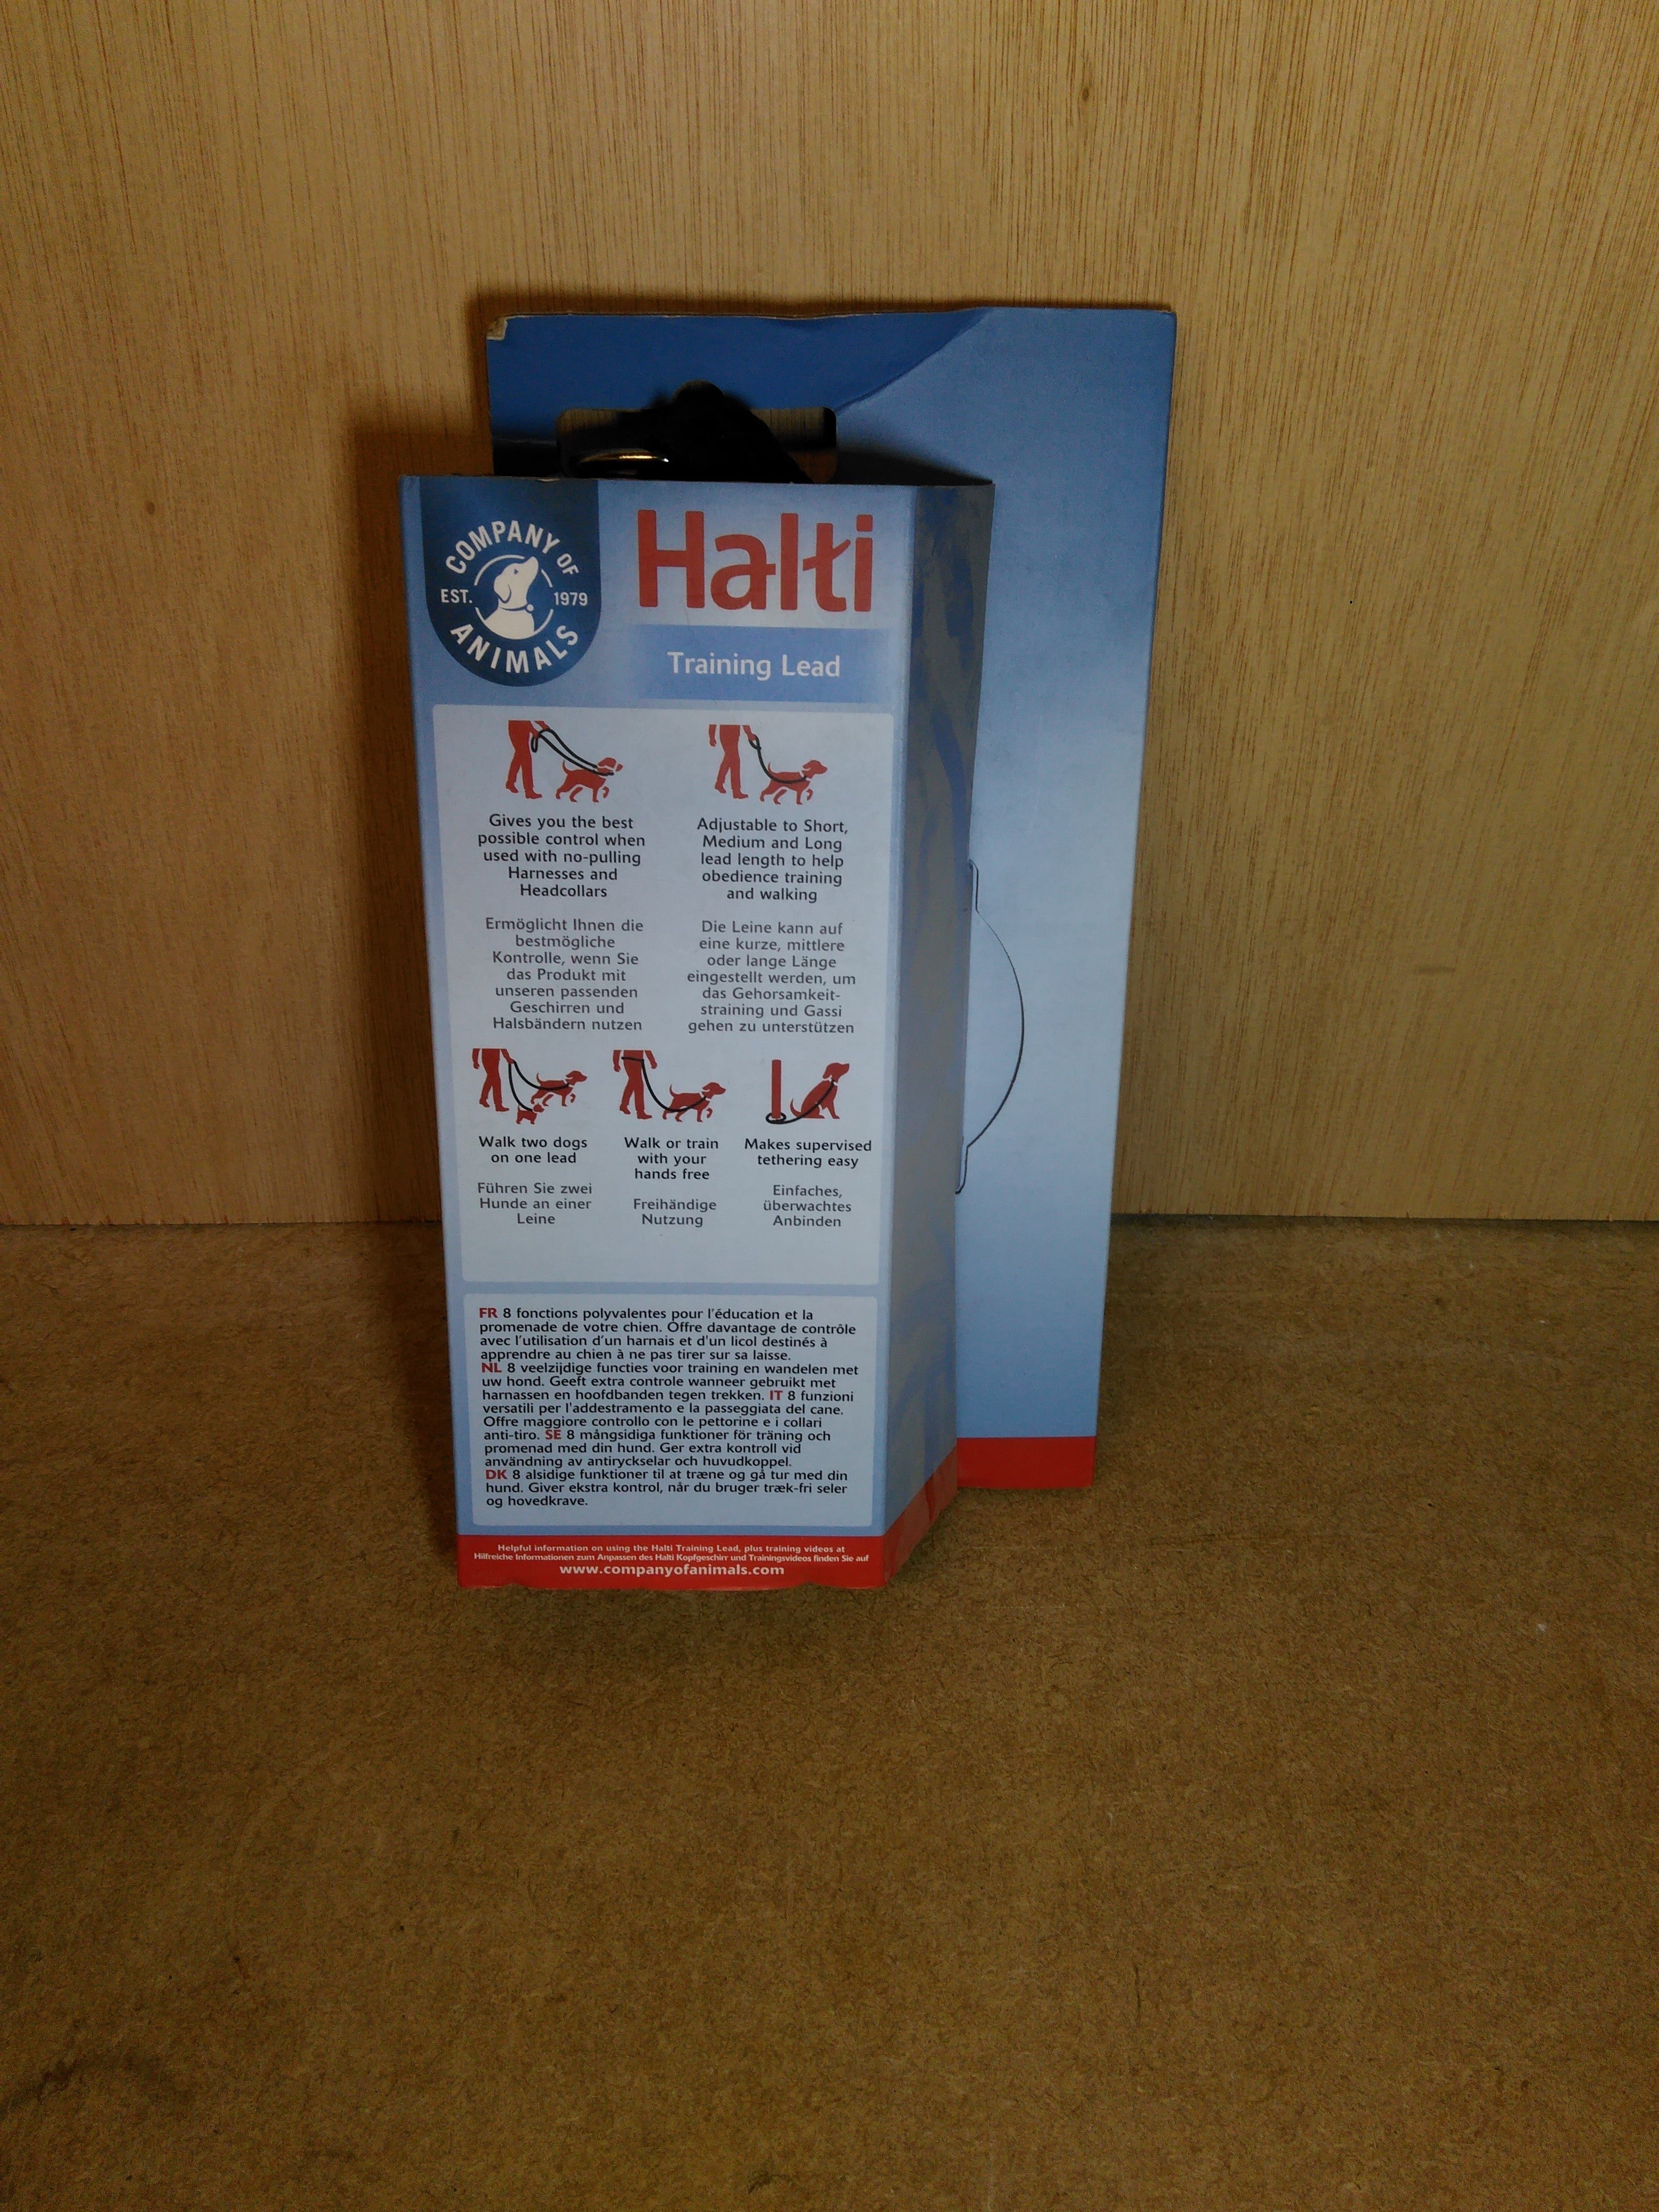 COMPANY OF
EST. 1979
ANIMALS
Halti
Training Lead
Gives you the best
possible control when
used with no-pulling
Harnesses and
Headcollars
Ermöglicht Ihnen die
bestmögliche
Kontrolle, wenn Sie
das Produkt mit
unseren passenden
Geschirren und
Halsbändern nutzen
Adjustable to Short,
Medium and Long
lead length to help
obedience training
and walking
Die Leine kann auf
eine kurze, mittlere
oder lange Länge
eingestellt werden, um
das Gehorsamkeit-
straining und Gassi
gehen zu unterstützen
Walk two dogs
on one lead
Führen Sie zwei
Hunde an einer
Leine
Walk or train
with your
hands free
Freihändige
Nutzung
Makes supervised
tethering easy
Einfaches,
überwachtes
Anbinden
FR 8 fonctions polyvalentes pour l'éducation et la
promenade de votre chien. Offre davantage de contrôle
avec l'utilisation d'un harnais et d'un licol destinés à
apprendre au chien à ne pas tirer sur sa laisse.
NL 8 veelzijdige functies voor training en wandelen met
uw hond. Geeft extra controle wanneer gebruikt met
harnassen en hoofdbanden tegen trekken. IT 8 funzioni
versatili per l'addestramento e la passeggiata del cane.
Offre maggiore controllo con le pettorine e i collari
anti-tiro. SE 8 mångsidiga funktioner för träning och
promenad med din hund. Ger extra kontroll vid
användning av antiryckselar och huvudkoppel.
DK 8 alsidige funktioner til at træne og gå tur med din
hund. Giver ekstra kontrol, når du bruger træk-fri seler
og hovedkrave.
Helpful information on using the Halti Training Lead, plus training videos at
Hilfreiche Informationen zum Anpassen des Halti Kopfgeschirr und Trainingsvideos finden Sie auf
www.companyofanimals.com